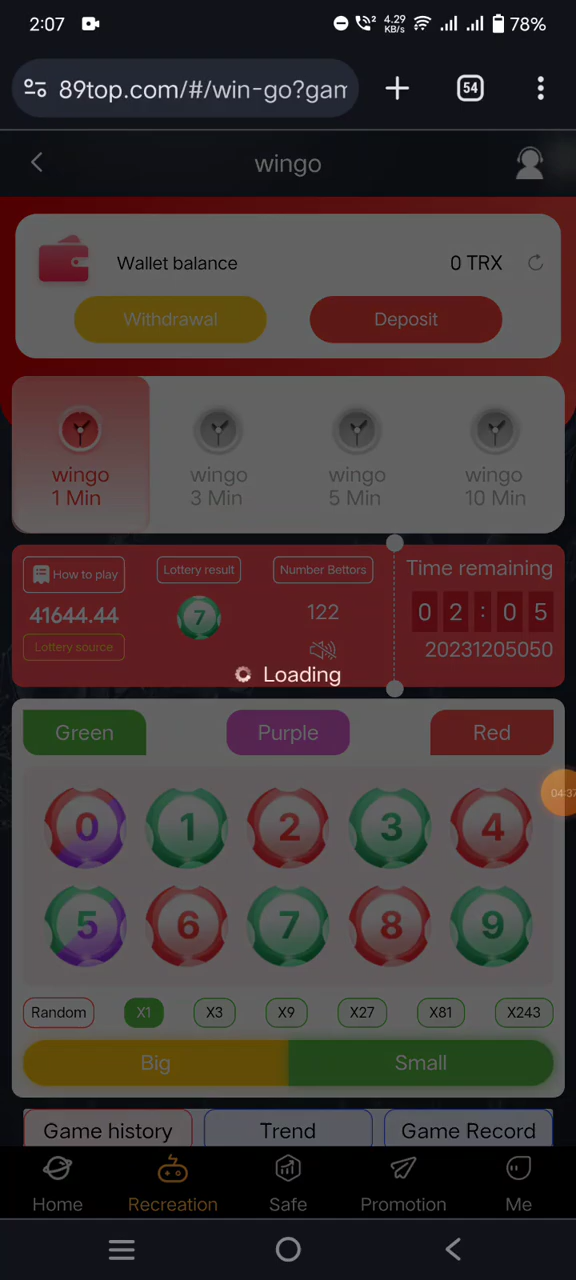 2:07 4.29 KB/s 78%
89top.com/#/win-go?gam 54
wingo
Wallet balance 0 TRX
Withdrawal Deposit
wingo 1 Min
wingo 3 Min
wingo 5 Min
wingo 10 Min
How to play Lottery result Number Bettors Time remaining
41644.44 7 122 0 2 : 0 5
Lottery source 20231205050
Loading
Green Purple Red
0 1 2 3 4
04:37
5 6 7 8 9
Random X1 X3 X9 X27 X81 X243
Big Small
Game history Trend Game Record
Home Recreation Safe Promotion Me